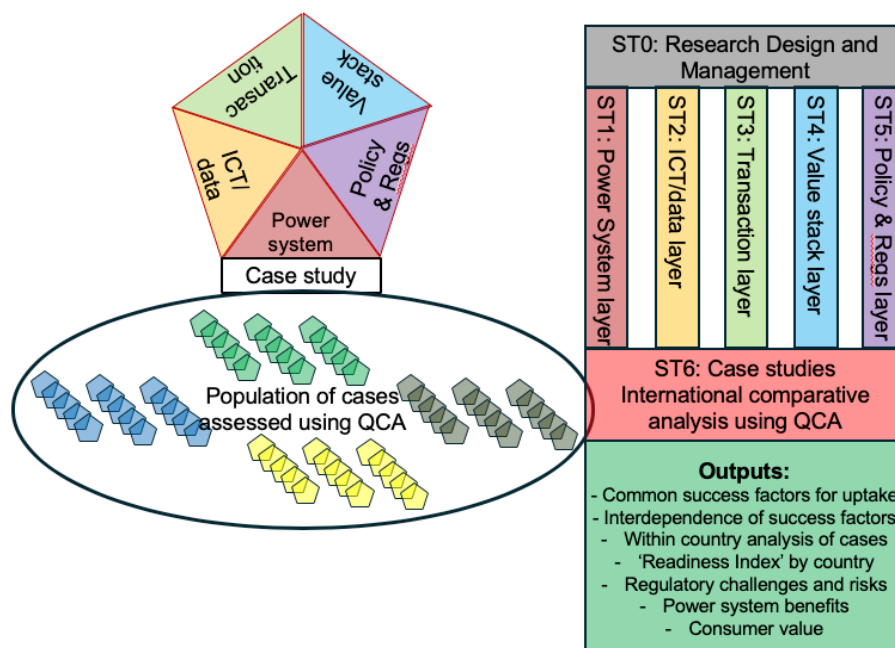 Transac
tion
Value
stack
ICT/
data
Policy
& Regs
Power
system
Case study
Population of cases
assessed using QCA
ST0: Research Design and
Management
ST1: Power System layer
ST2: ICT/data layer
ST3: Transaction layer
ST4: Value stack layer
ST5: Policy & Regs layer
ST6: Case studies
International comparative
analysis using QCA
Outputs:
- Common success factors for uptake
- Interdependence of success factors
- Within country analysis of cases
- ‘Readiness Index’ by country
- Regulatory challenges and risks
- Power system benefits
- Consumer value